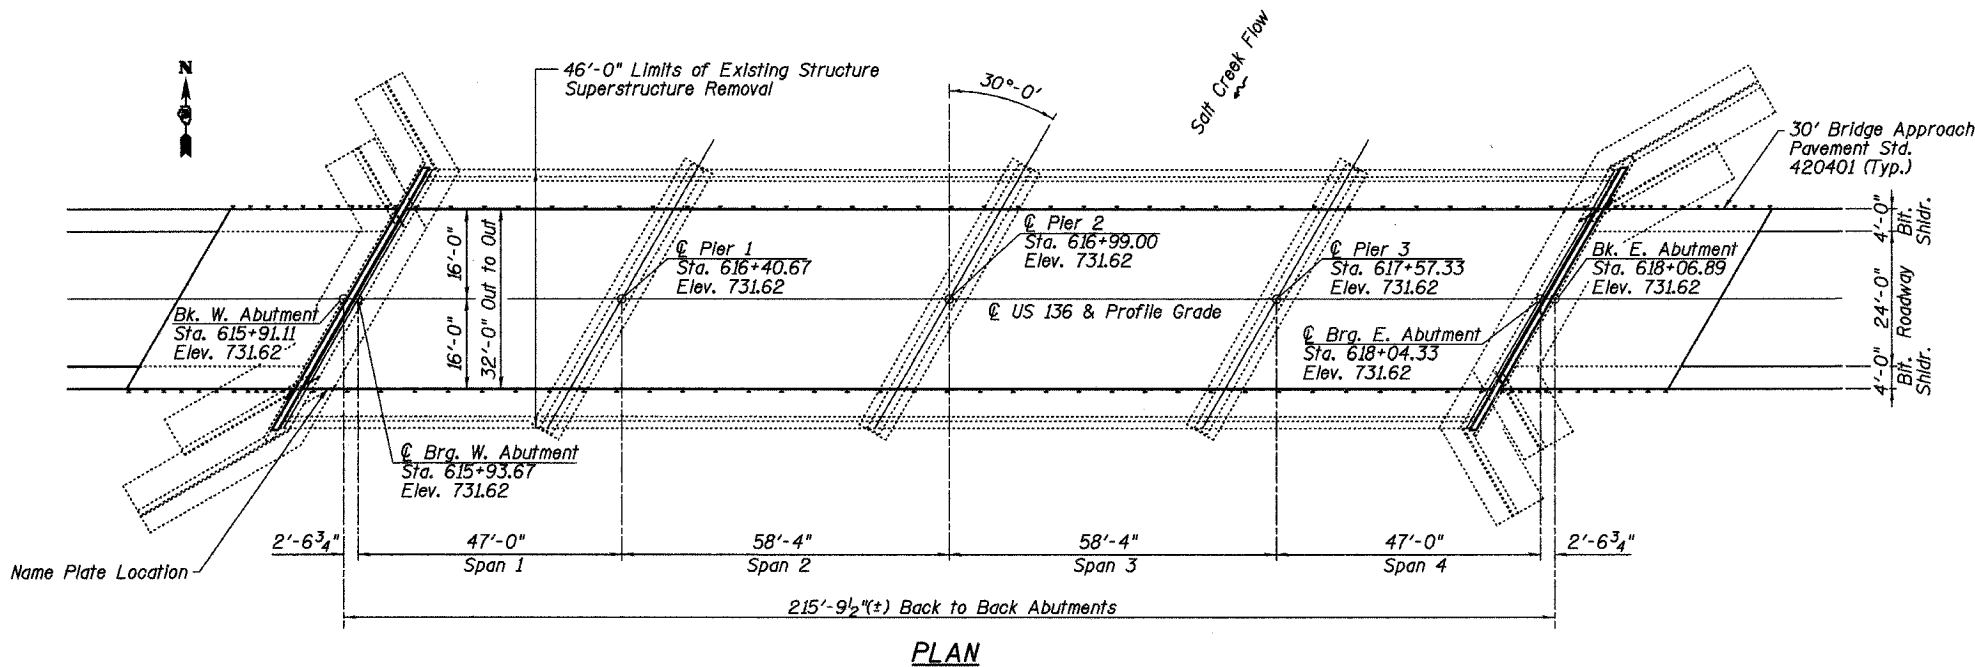 N
46'-0" Limits of Existing Structure
Superstructure Removal
30°-0'
Salt Creek Flow
30' Bridge Approach
Pavement Std.
420401 (Typ.)
16'-0"
16'-0"
32'-0" Out to Out
℄ Pier 1
Sta. 616+40.67
Elev. 731.62
℄ Pier 2
Sta. 616+99.00
Elev. 731.62
℄ Pier 3
Sta. 617+57.33
Elev. 731.62
Bk. E. Abutment
Sta. 618+06.89
Elev. 731.62
4'-0"
Bit.
Shldr.
24'-0"
Roadway
4'-0"
Bit.
Shldr.
Bk. W. Abutment
Sta. 615+91.11
Elev. 731.62
℄ US 136 & Profile Grade
℄ Brg. E. Abutment
Sta. 618+04.33
Elev. 731.62
℄ Brg. W. Abutment
Sta. 615+93.67
Elev. 731.62
Name Plate Location
2'-6¾"
47'-0"
Span 1
58'-4"
Span 2
58'-4"
Span 3
47'-0"
Span 4
2'-6¾"
215'-9½"(±) Back to Back Abutments
PLAN